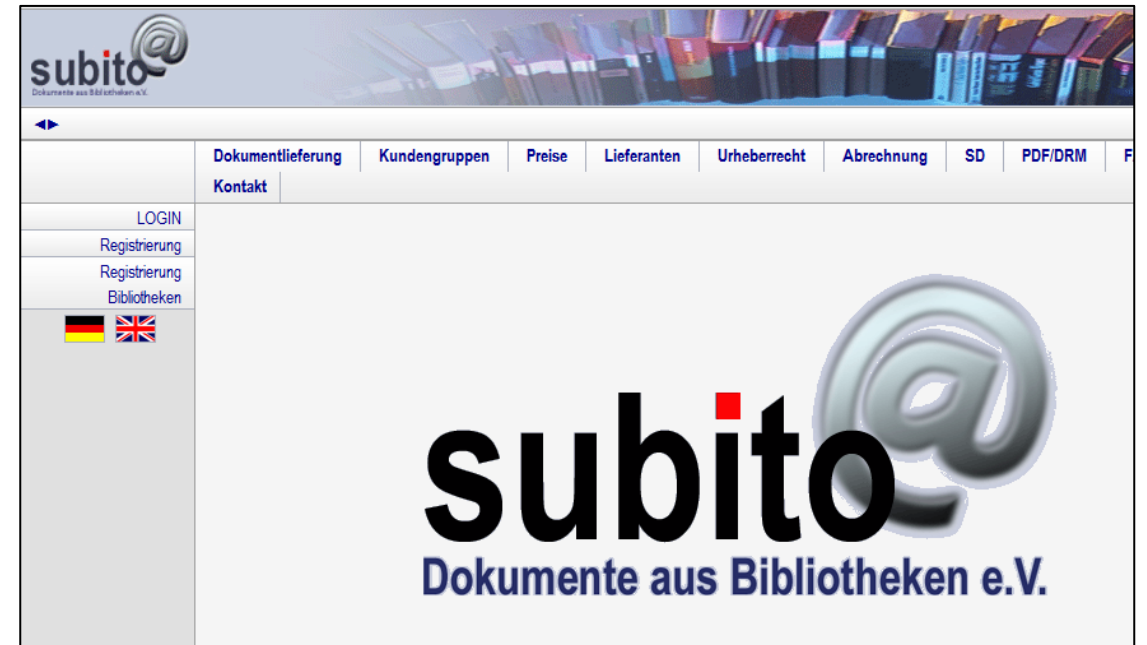 subito
Dokumente aus Bibliotheken e.V.
Dokumentlieferung Kundengruppen Preise Lieferanten Urheberrecht Abrechnung SD PDF/DRM
Kontakt
LOGIN
Registrierung
Registrierung
Bibliotheken
subito@
Dokumente aus Bibliotheken e.V.